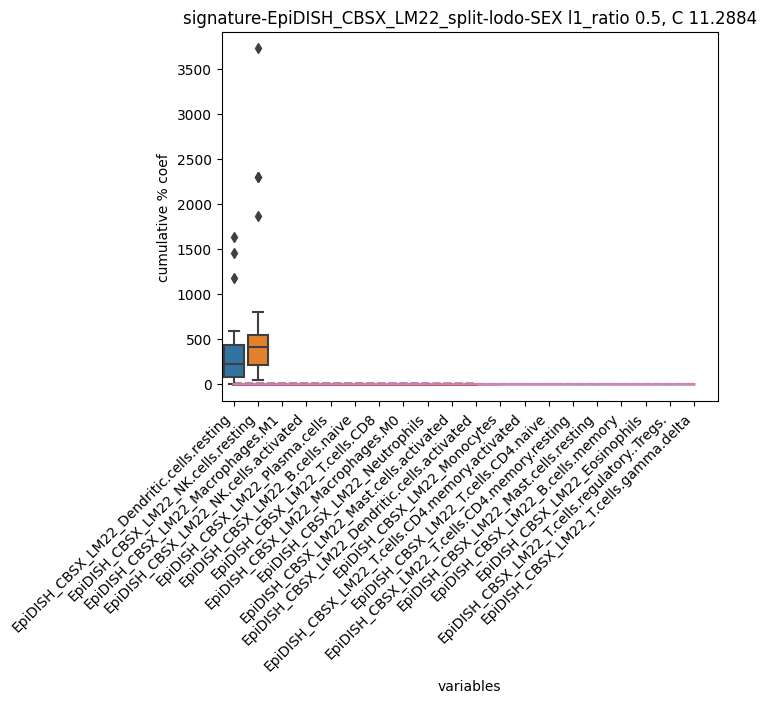 signature-EpiDISH_CBSX_LM22_split-lodo-SEX l1_ratio 0.5, C 11.2884
cumulative % coef
3500
3000
2500
2000
1500
1000
500
0
EpiDISH_CBSX_LM22_Dendritic.cells.resting
EpiDISH_CBSX_LM22_NK.cells.resting
EpiDISH_CBSX_LM22_Macrophages.M1
EpiDISH_CBSX_LM22_NK.cells.activated
EpiDISH_CBSX_LM22_Plasma.cells
EpiDISH_CBSX_LM22_B.cells.naive
EpiDISH_CBSX_LM22_T.cells.CD8
EpiDISH_CBSX_LM22_Macrophages.M0
EpiDISH_CBSX_LM22_Neutrophils
EpiDISH_CBSX_LM22_Mast.cells.activated
EpiDISH_CBSX_LM22_Dendritic.cells.activated
EpiDISH_CBSX_LM22_Monocytes
EpiDISH_CBSX_LM22_T.cells.CD4.memory.activated
EpiDISH_CBSX_LM22_T.cells.CD4.naive
EpiDISH_CBSX_LM22_T.cells.CD4.memory.resting
EpiDISH_CBSX_LM22_Mast.cells.resting
EpiDISH_CBSX_LM22_B.cells.memory
EpiDISH_CBSX_LM22_Eosinophils
EpiDISH_CBSX_LM22_T.cells.regulatory..Tregs.
EpiDISH_CBSX_LM22_T.cells.gamma.delta
variables